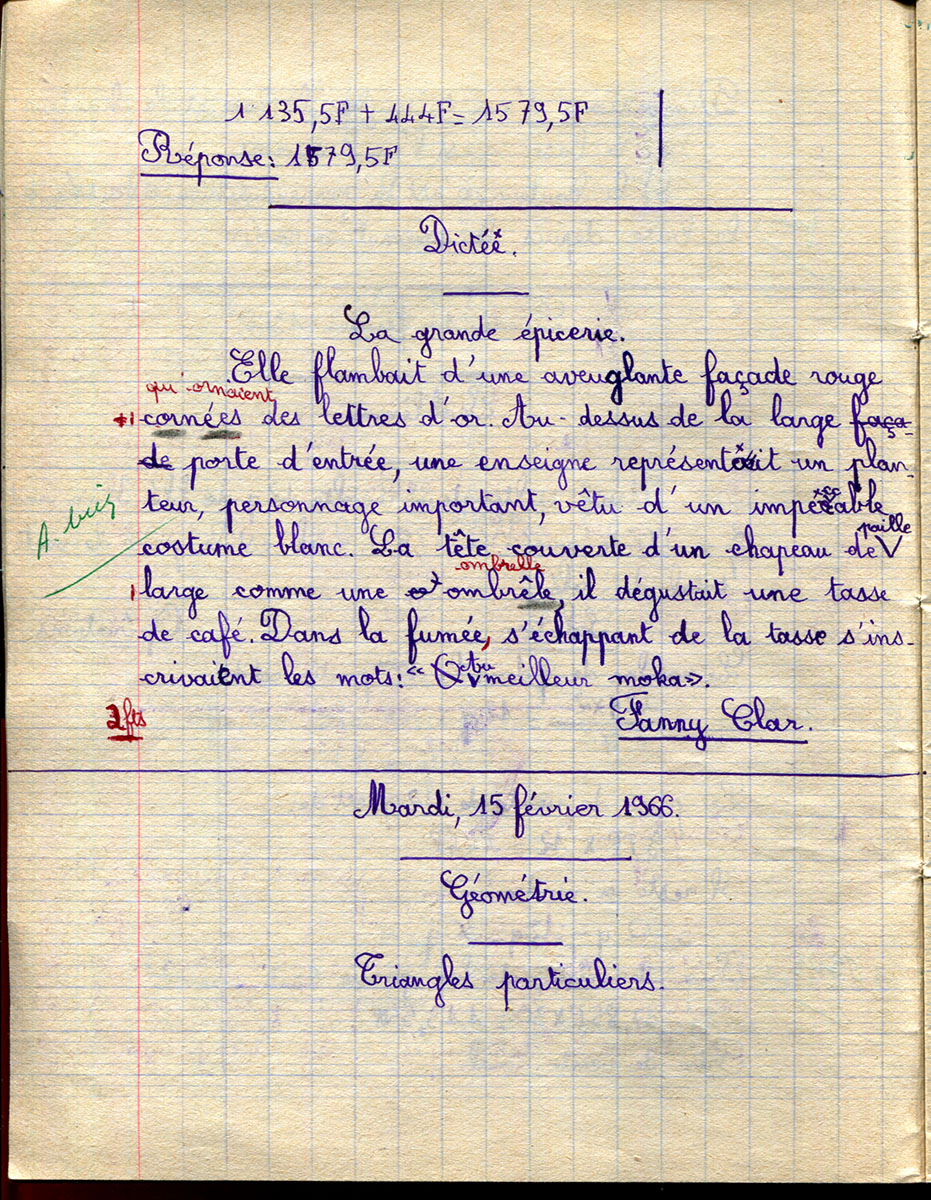 1 135,5F + 444F = 1579,5F
Réponse: 1579,5F
Dictée.
La grande épicerie.
Elle flambait d'une aveuglante façade rouge
qu'ornaient
+1 cornées des lettres d'or. Au-dessus de la large faça-
de porte d'entrée, une enseigne représentait un plan-
teur, personnage important, vêtu d'un impeccable
paille
costume blanc. La tête couverte d'un chapeau de V
ombrelle
1 large comme une ombrêle, il dégustait une tasse
de café. Dans la fumée, s'échappant de la tasse s'ins-
crivaient les mots: « Au meilleur moka».
2 fts
Fanny Clar.
Mardi, 15 février 1966.
Géométrie.
Triangles particuliers.